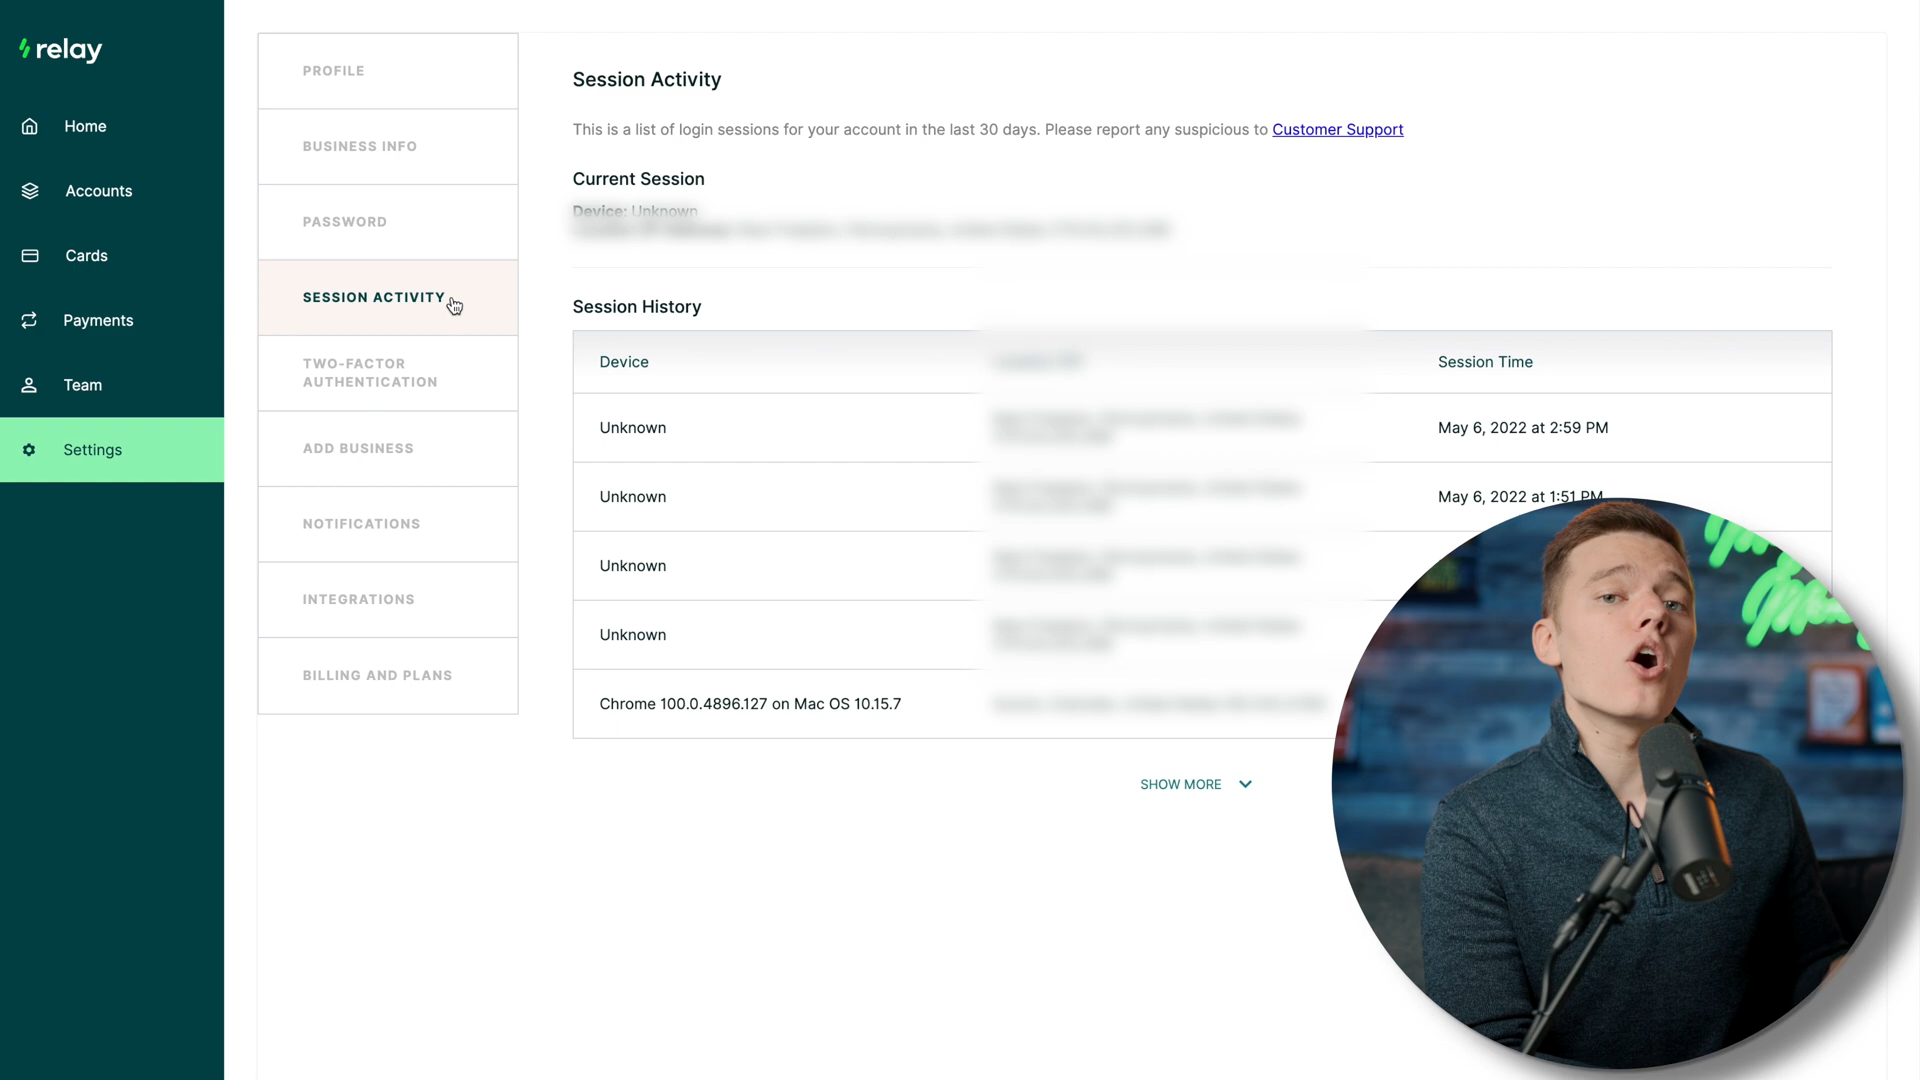 relay
Home
Accounts
Cards
Payments
Team
Settings
PROFILE
BUSINESS INFO
PASSWORD
SESSION ACTIVITY
TWO-FACTOR
AUTHENTICATION
ADD BUSINESS
NOTIFICATIONS
INTEGRATIONS
BILLING AND PLANS
Session Activity
This is a list of login sessions for your account in the last 30 days. Please report any suspicious to Customer Support
Current Session
Device: Unknown
Session History
Device Session Time
Unknown May 6, 2022 at 2:59 PM
Unknown May 6, 2022 at 1:51 PM
Unknown
Unknown
Chrome 100.0.4896.127 on Mac OS 10.15.7
SHOW MORE